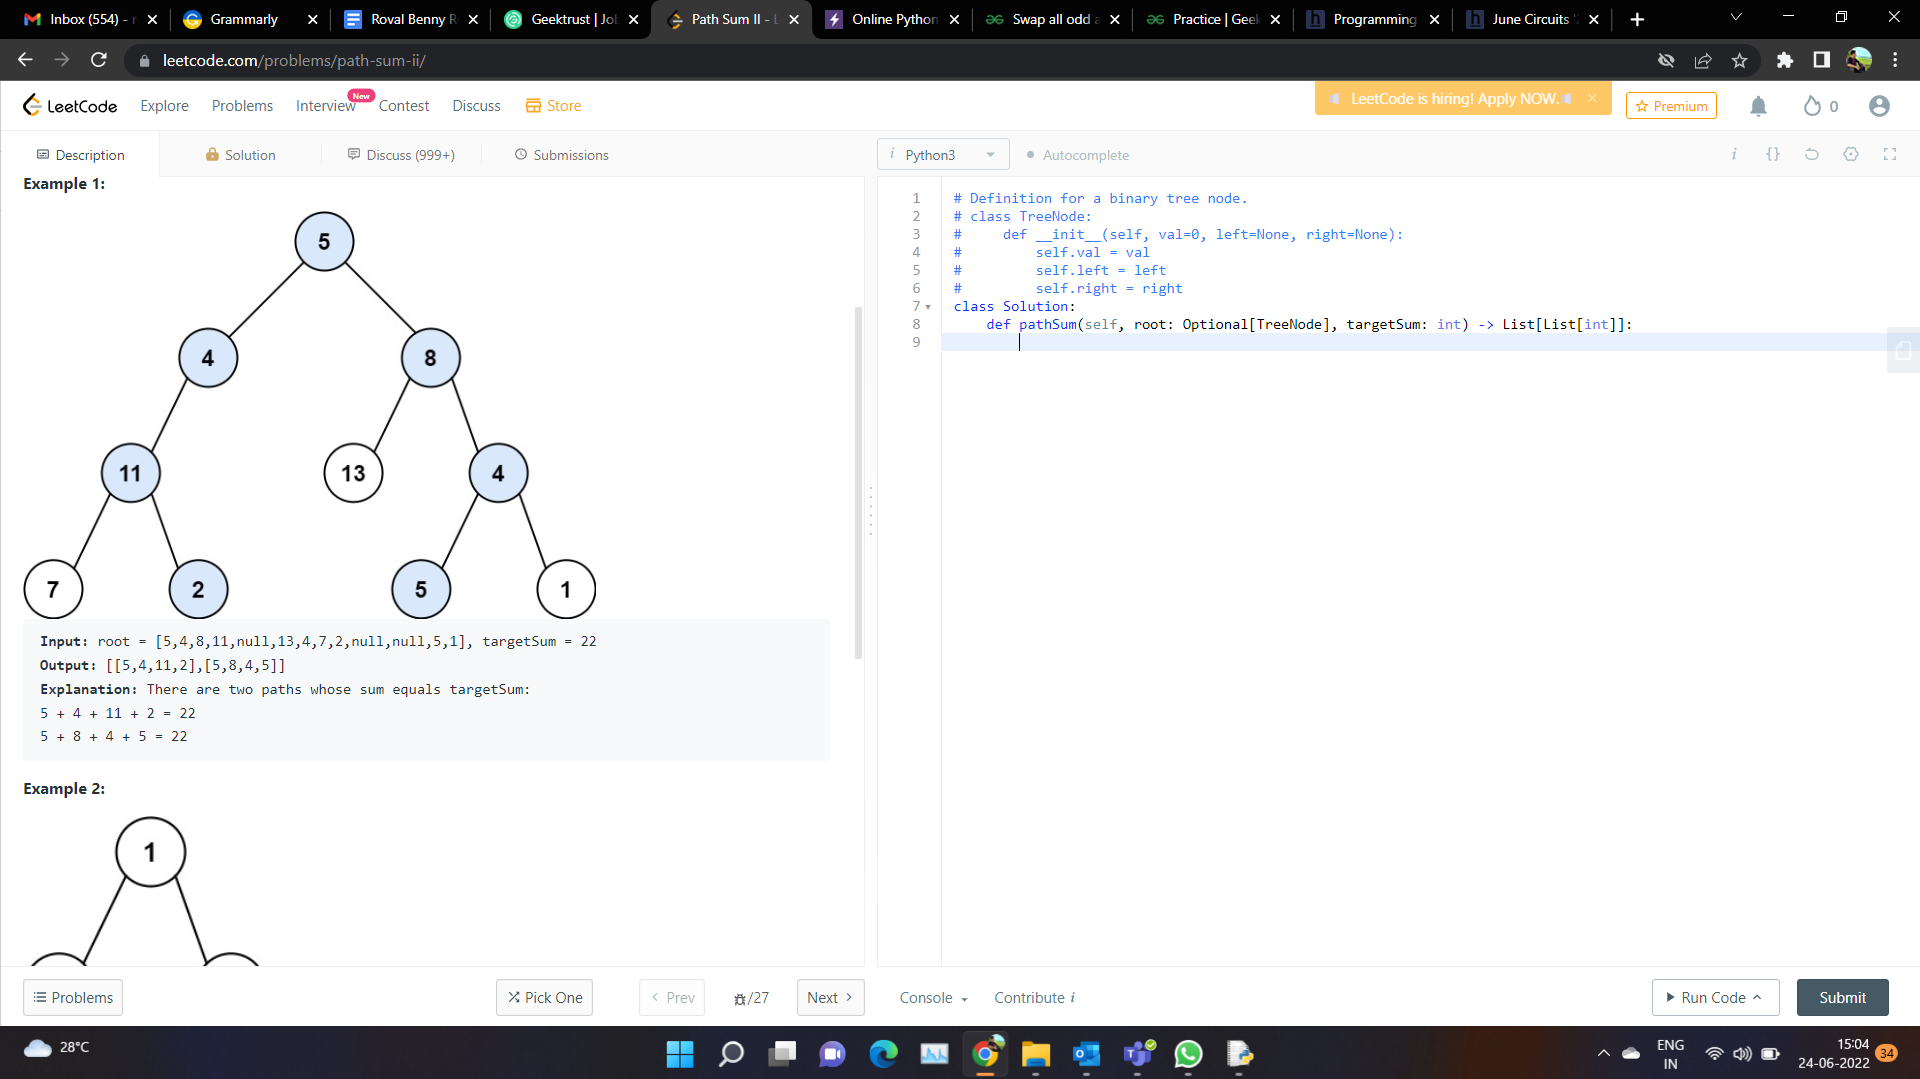 Inbox (554) -
Grammarly
Roval Benny R
Geektrust | Jo
Path Sum II - L
Online Python
Swap all odd a
Practice | Geek
Programming
June Circuits '
leetcode.com/problems/path-sum-ii/
LeetCode
Explore
Problems
Interview
New
Contest
Discuss
Store
LeetCode is hiring! Apply NOW.
Premium
0
Description
Solution
Discuss (999+)
Submissions
i Python3
Autocomplete
i {}
Example 1:
5
4
8
11
13
4
7
2
5
1
Input: root = [5,4,8,11,null,13,4,7,2,null,null,5,1], targetSum = 22
Output: [[5,4,11,2],[5,8,4,5]]
Explanation: There are two paths whose sum equals targetSum:
5 + 4 + 11 + 2 = 22
5 + 8 + 4 + 5 = 22
Example 2:
1
1 # Definition for a binary tree node.
2 # class TreeNode:
3 #     def __init__(self, val=0, left=None, right=None):
4 #         self.val = val
5 #         self.left = left
6 #         self.right = right
7 class Solution:
8     def pathSum(self, root: Optional[TreeNode], targetSum: int) -> List[List[int]]:
9
Problems
Pick One
Prev
/27
Next
Console
Contribute i
Run Code
Submit
28°C
ENG
IN
15:04
24-06-2022
34